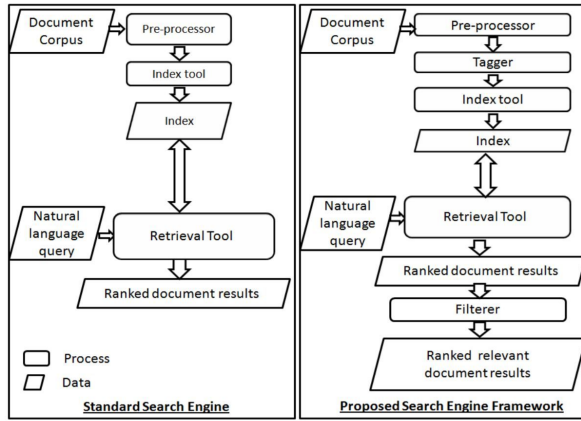 Document
Corpus
Pre-processor
Index tool
Index
Natural
language
query
Retrieval Tool
Ranked document results
Process
Data
Standard Search Engine
Document
Corpus
Pre-processor
Tagger
Index tool
Index
Natural
language
query
Retrieval Tool
Ranked document results
Filterer
Ranked relevant
document results
Proposed Search Engine Framework